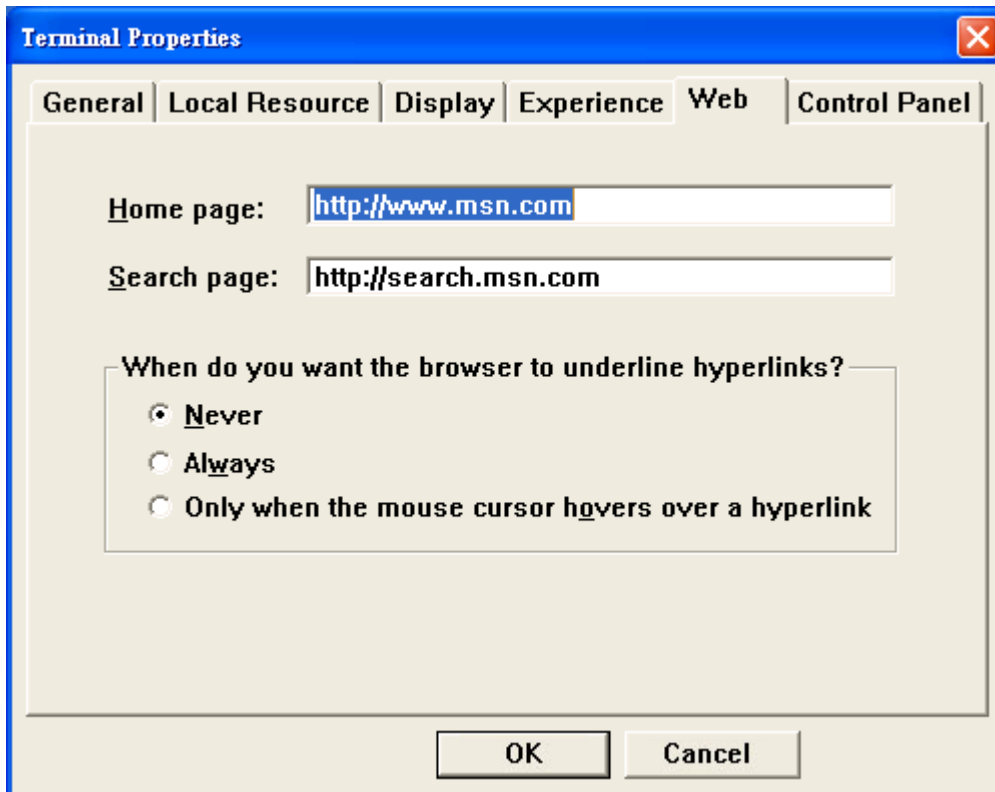 Terminal Properties
General Local Resource Display Experience Web Control Panel
Home page: http://www.msn.com
Search page: http://search.msn.com
When do you want the browser to underline hyperlinks?
Never
Always
Only when the mouse cursor hovers over a hyperlink
OK Cancel